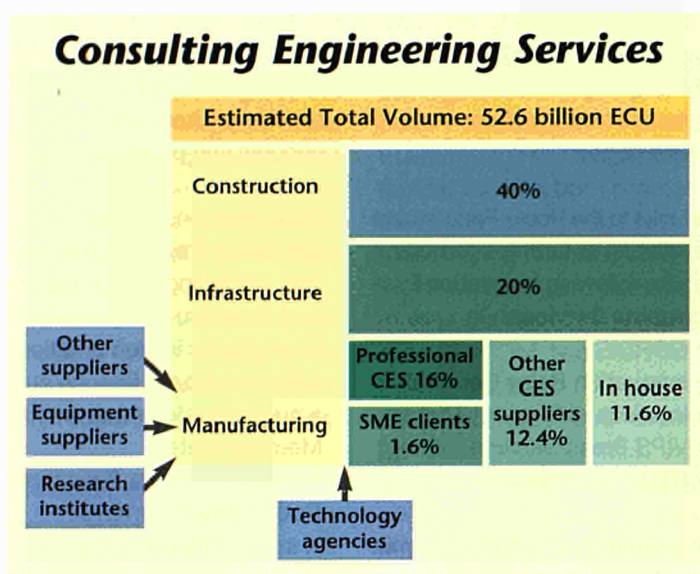 Consulting Engineering Services
Estimated Total Volume: 52.6 billion ECU
Construction
40%
Infrastructure
20%
Other
suppliers
Equipment
suppliers
Research
institutes
Manufacturing
Professional
CES 16%
SME clients
1.6%
Other
CES
suppliers
12.4%
In house
11.6%
Technology
agencies